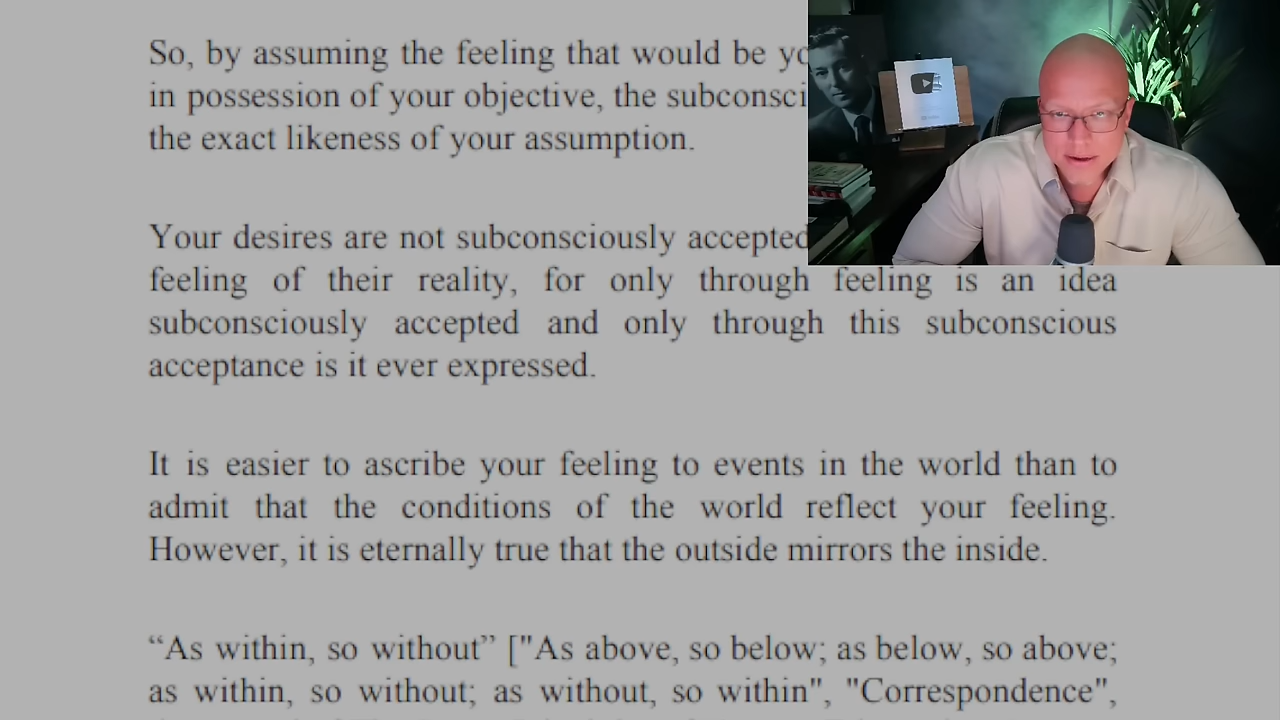 So, by assuming the feeling that would be
in possession of your objective, the
the exact likeness of your assumption.
Your desires are not subconsciously accepted
feeling of their reality, for only through feeling is an idea
subconsciously accepted and only through this subconscious
acceptance is it ever expressed.
It is easier to ascribe your feeling to events in the world than to
admit that the conditions of the world reflect your feeling.
However, it is eternally true that the outside mirrors the inside.
“As within, so without” ["As above, so below; as below, so above;
as within, so without; as without, so within", "Correspondence",